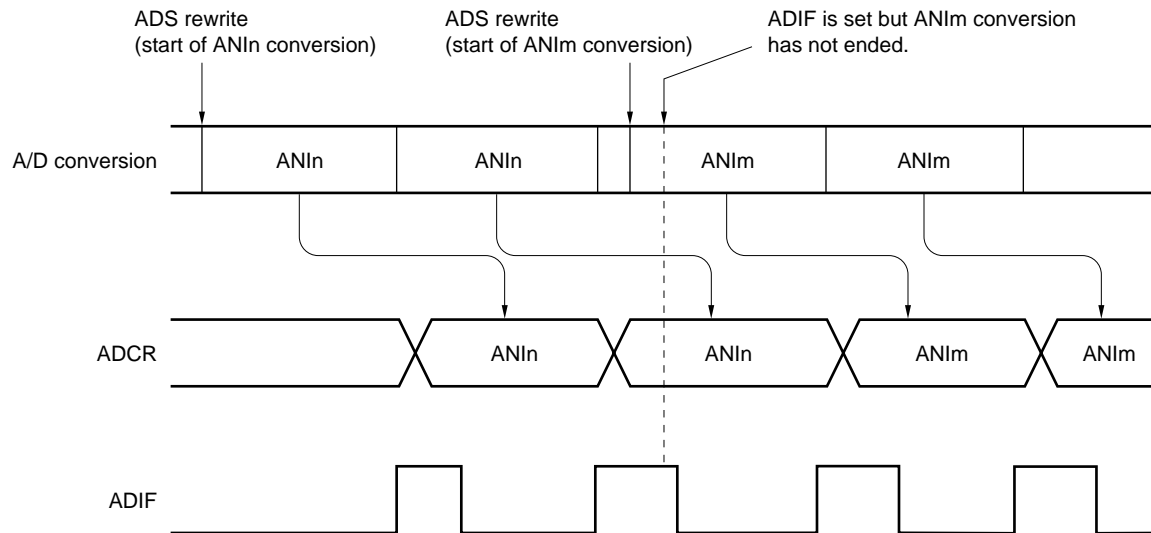 ADS rewrite
(start of ANIn conversion)
ADS rewrite
(start of ANIm conversion)
ADIF is set but ANIm conversion
has not ended.
A/D conversion
ANIn
ANIn
ANIm
ANIm
ADCR
ANIn
ANIn
ANIm
ANIm
ADIF